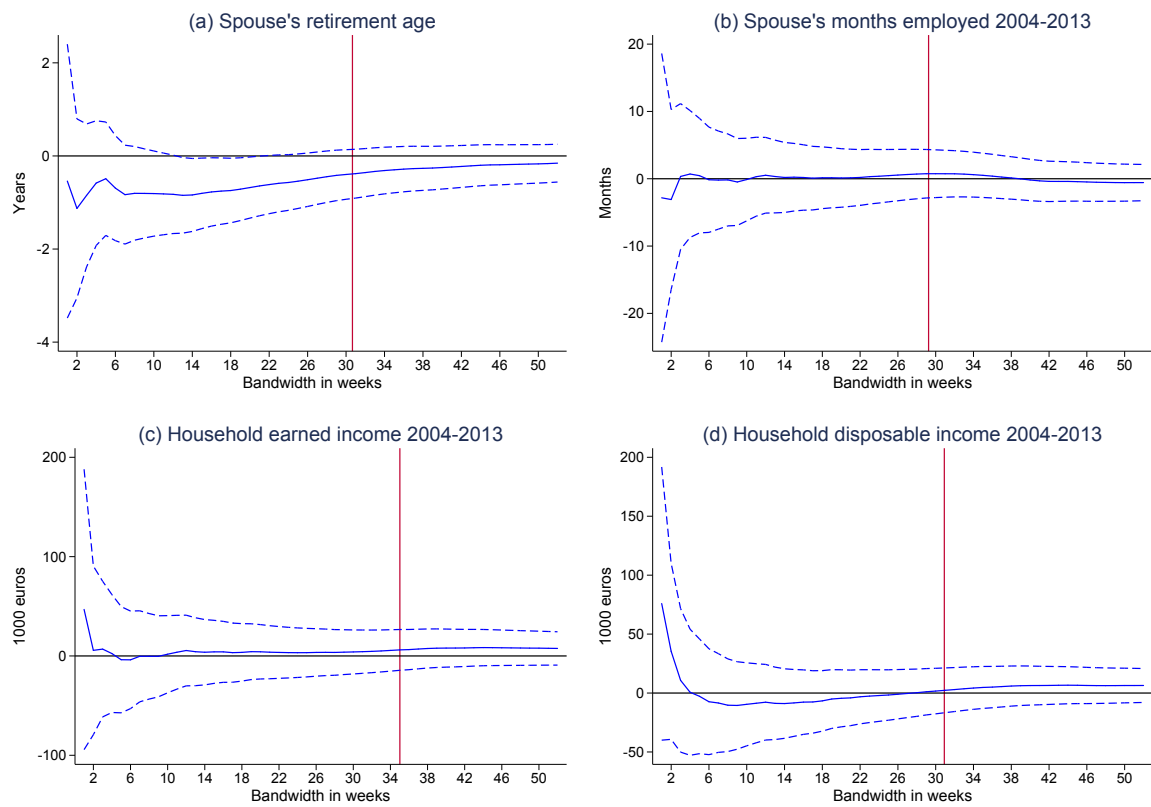 (a) Spouse's retirement age
2
0
-2
-4
Years
2 6 10 14 18 22 26 30 34 38 42 46 50
Bandwidth in weeks
(b) Spouse's months employed 2004-2013
20
10
0
-10
-20
Months
2 6 10 14 18 22 26 30 34 38 42 46 50
Bandwidth in weeks
(c) Household earned income 2004-2013
200
100
0
-100
1000 euros
2 6 10 14 18 22 26 30 34 38 42 46 50
Bandwidth in weeks
(d) Household disposable income 2004-2013
200
150
100
50
0
-50
1000 euros
2 6 10 14 18 22 26 30 34 38 42 46 50
Bandwidth in weeks